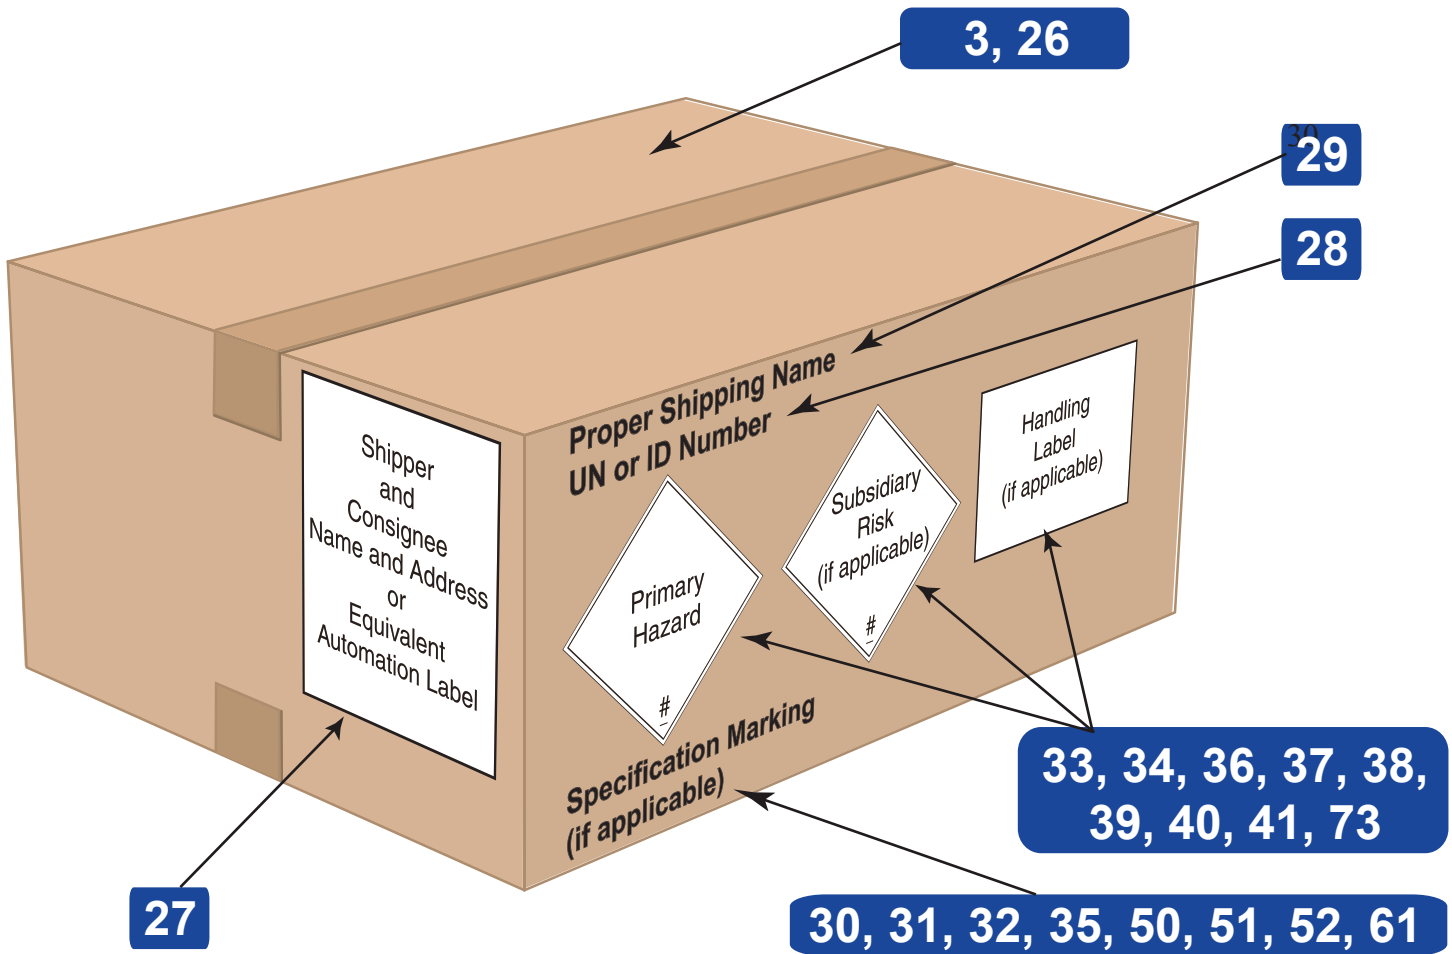 3, 26
30
29
28
Proper Shipping Name
UN or ID Number
Shipper
and
Consignee
Name and Address
or
Equivalent
Automation Label
Primary
Hazard
#
Subsidiary
Risk
(if applicable)
#
Handling
Label
(if applicable)
Specification Marking
(if applicable)
33, 34, 36, 37, 38,
39, 40, 41, 73
27
30, 31, 32, 35, 50, 51, 52, 61